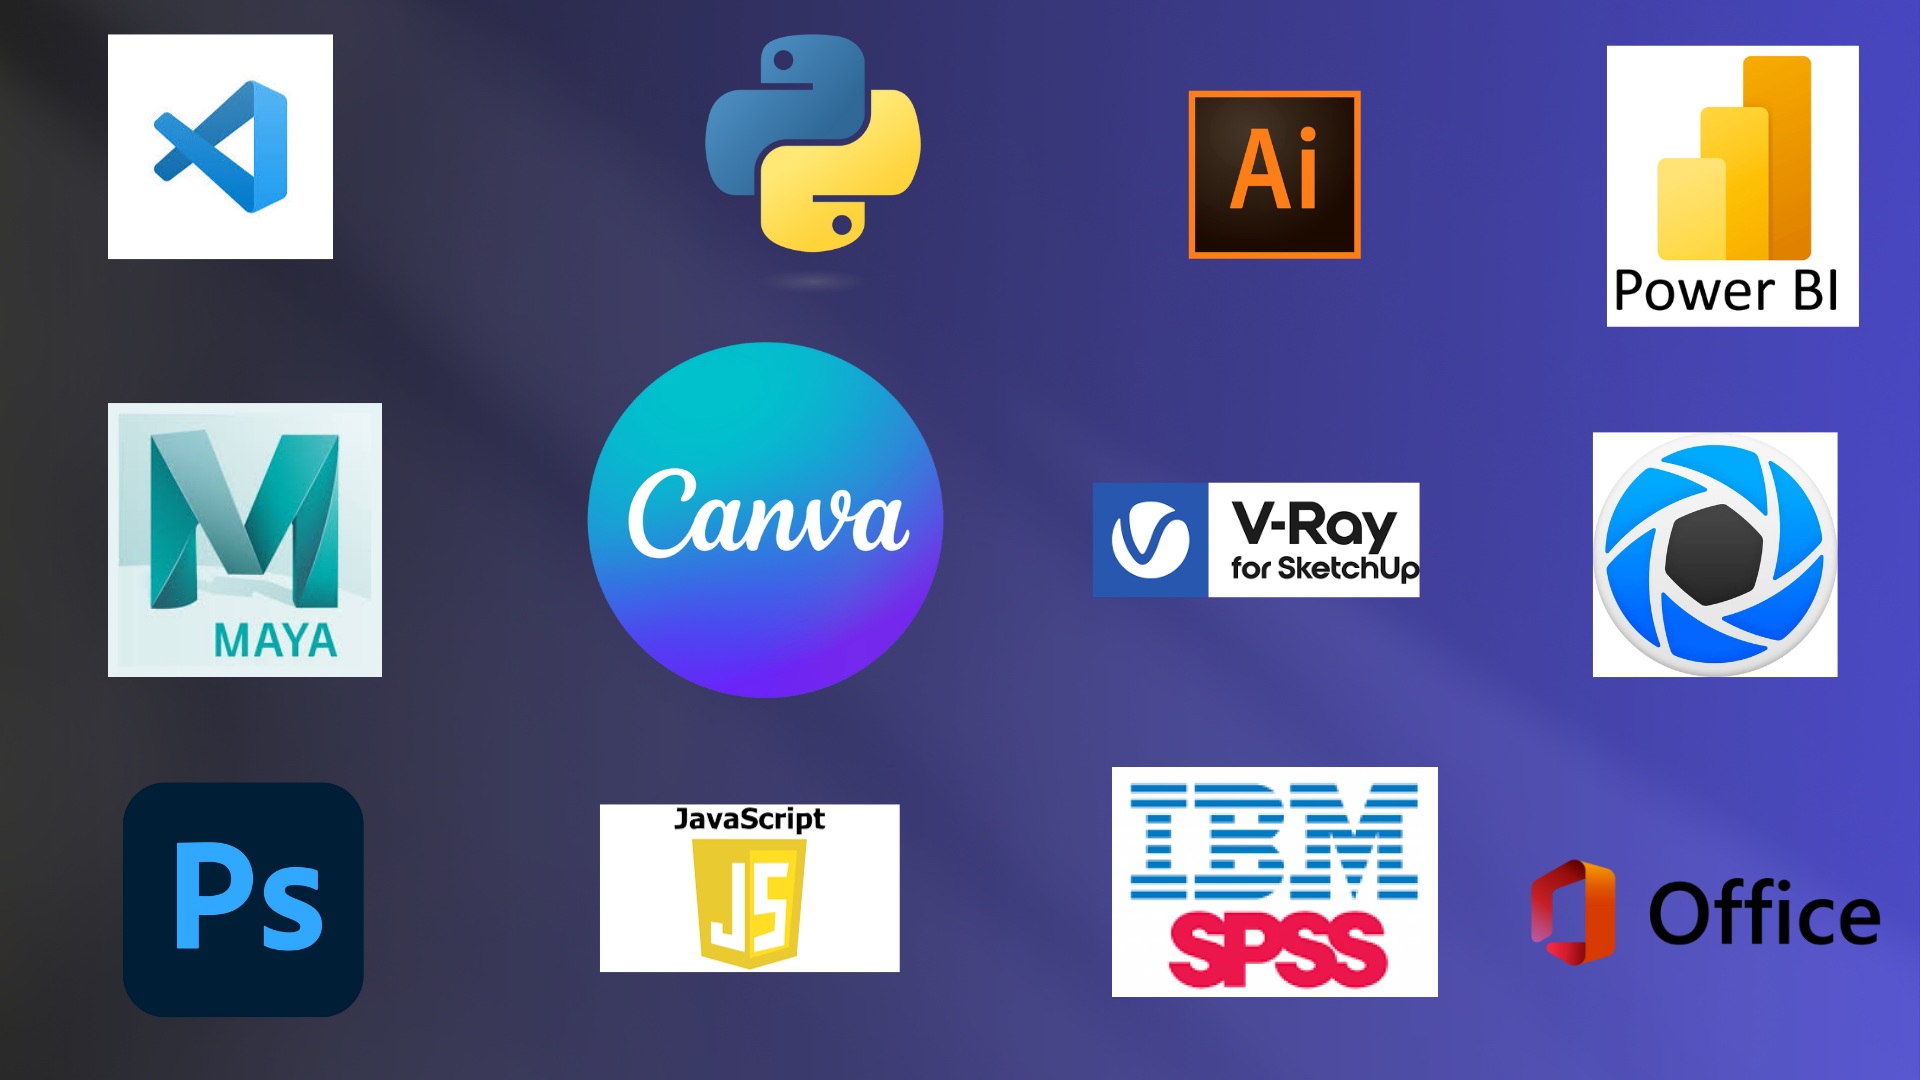 Ai
Power BI
MAYA
Canva
V-Ray
for SketchUp
Ps
JavaScript
JS
IBM
SPSS
Office